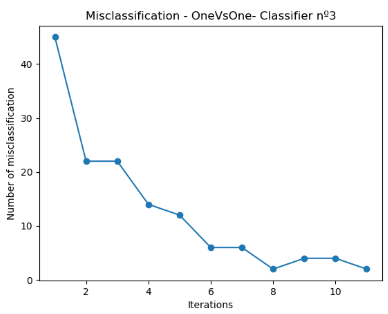 Misclassification - OneVsOne- Classifier nº3
Number of misclassification
40
30
20
10
0
2 4 6 8 10
Iterations